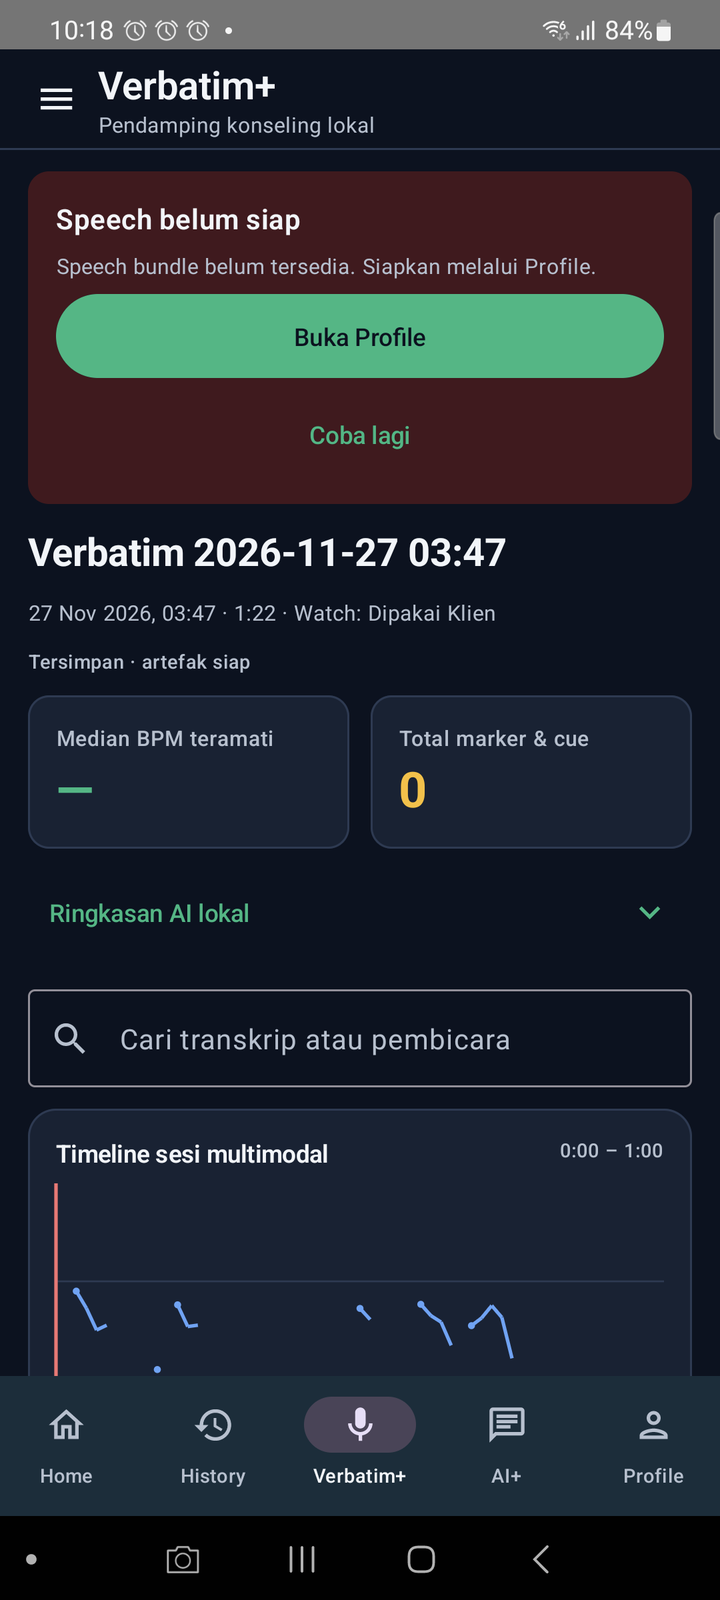 10:18
84%
Verbatim+
Pendamping konseling lokal
Speech belum siap
Speech bundle belum tersedia. Siapkan melalui Profile.
Buka Profile
Coba lagi
Verbatim 2026-11-27 03:47
27 Nov 2026, 03:47 · 1:22 · Watch: Dipakai Klien
Tersimpan · artefak siap
Median BPM teramati
—
Total marker & cue
0
Ringkasan AI lokal
Cari transkrip atau pembicara
Timeline sesi multimodal
0:00 – 1:00
Home
History
Verbatim+
AI+
Profile